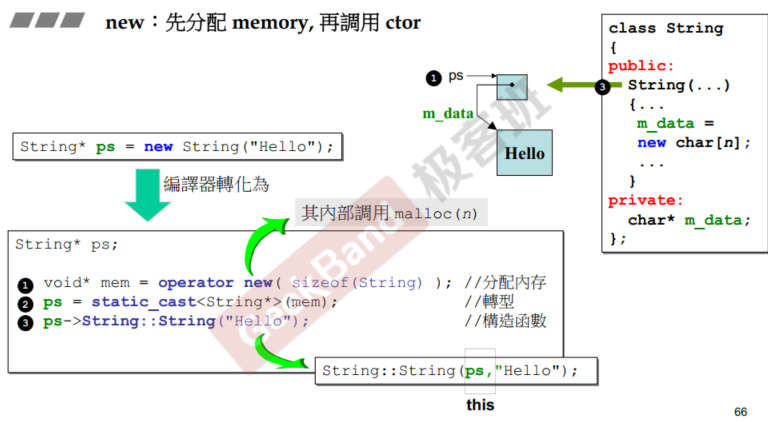 new：先分配 memory, 再調用 ctor
String* ps = new String("Hello");
編譯器轉化為
其內部調用 malloc(n)
String* ps;
1 void* mem = operator new( sizeof(String) ); //分配內存
2 ps = static_cast<String*>(mem); //轉型
3 ps->String::String("Hello"); //構造函數
String::String(ps,"Hello");
this
1 ps
m_data
Hello
3
class String
{
public:
String(...)
{...
m_data =
new char[n];
...
}
private:
char* m_data;
};
GeekBand 极客班
66